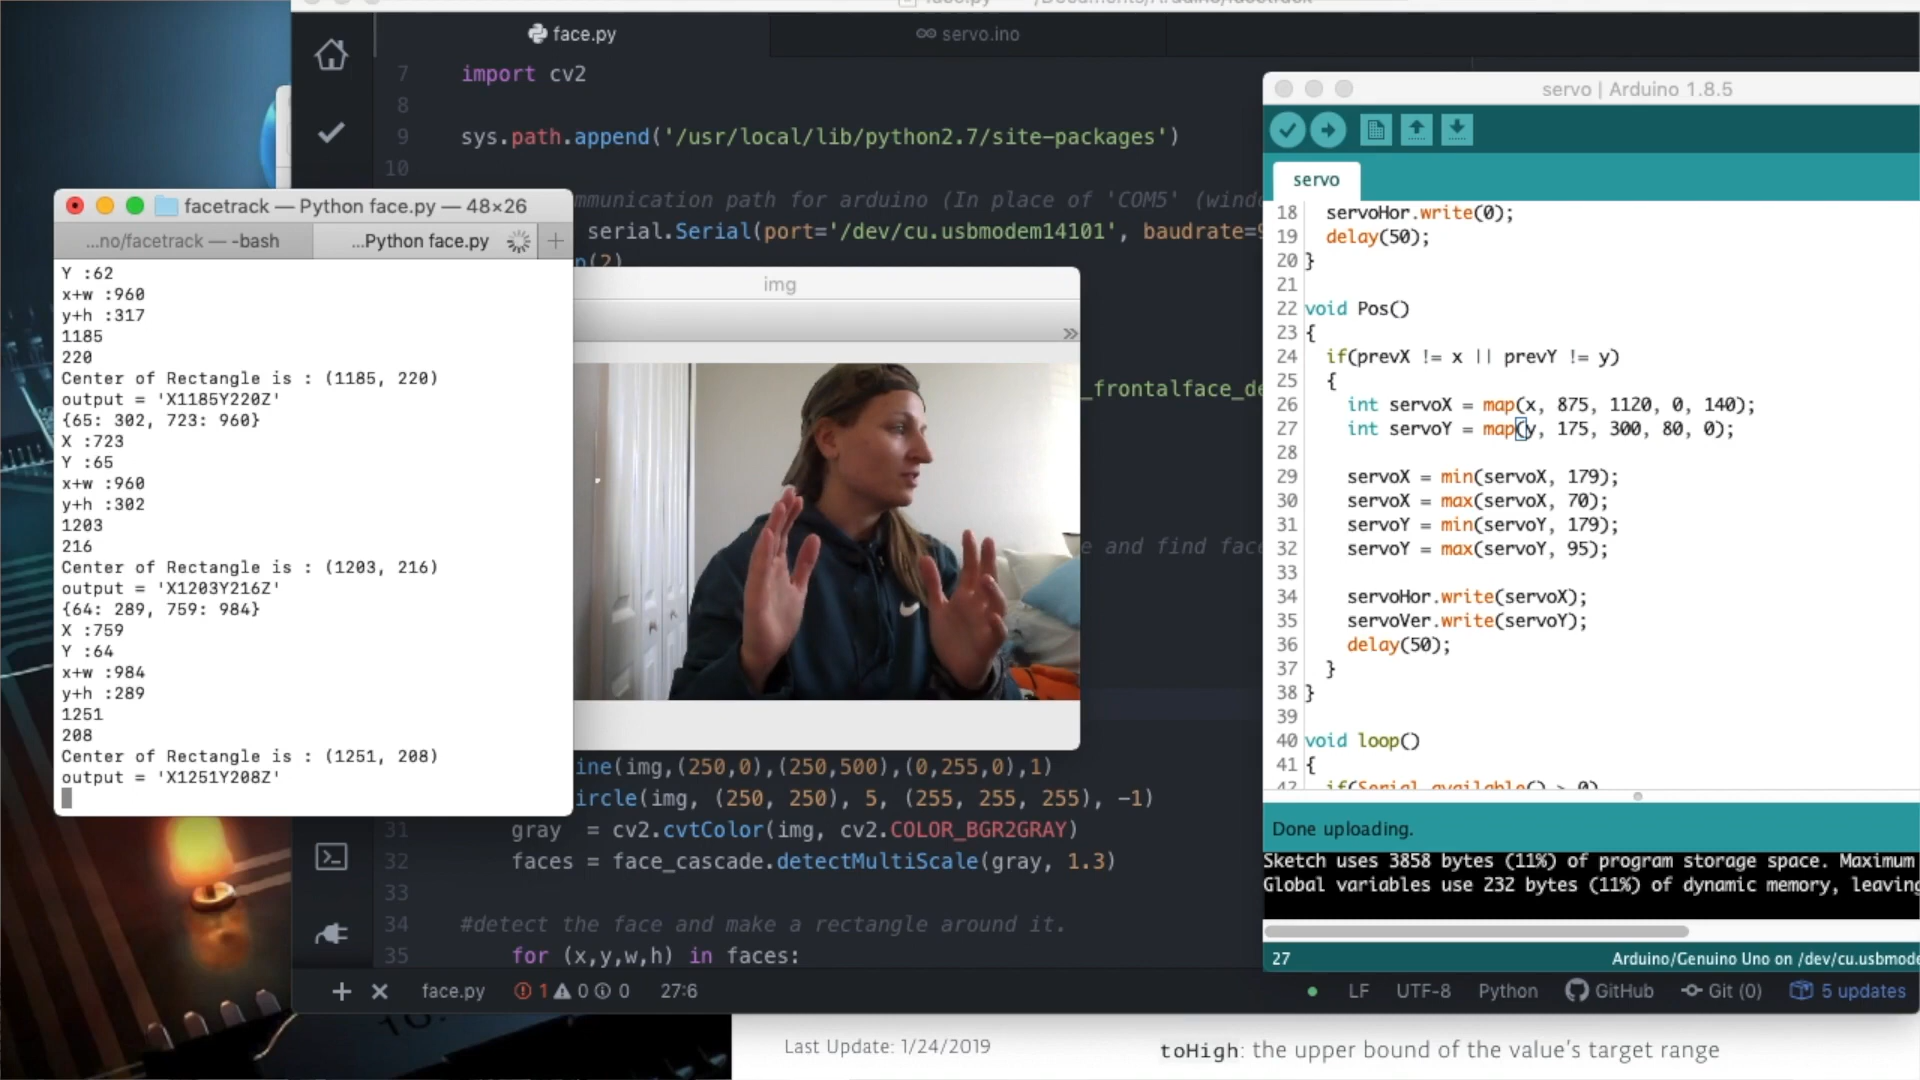 face.py
servo.ino
7 import cv2
8
9 sys.path.append('/usr/local/lib/python2.7/site-packages')
10
mmunication path for arduino (In place of 'COM5' (wind
serial.Serial(port='/dev/cu.usbmodem14101', baudrate=9
p(2)
_frontalface_de
e and find fac
ine(img,(250,0),(250,500),(0,255,0),1)
ircle(img, (250, 250), 5, (255, 255, 255), -1)
31 gray = cv2.cvtColor(img, cv2.COLOR_BGR2GRAY)
32 faces = face_cascade.detectMultiScale(gray, 1.3)
33
34 #detect the face and make a rectangle around it.
35 for (x,y,w,h) in faces:
face.py 1 0 0 27:6
LF UTF-8 Python GitHub Git (0) 5 updates
facetrack — Python face.py — 48×26
...no/facetrack — -bash
...Python face.py
Y :62
x+w :960
y+h :317
1185
220
Center of Rectangle is : (1185, 220)
output = 'X1185Y220Z'
{65: 302, 723: 960}
X :723
Y :65
x+w :960
y+h :302
1203
216
Center of Rectangle is : (1203, 216)
output = 'X1203Y216Z'
{64: 289, 759: 984}
X :759
Y :64
x+w :984
y+h :289
1251
208
Center of Rectangle is : (1251, 208)
output = 'X1251Y208Z'
img
servo | Arduino 1.8.5
servo
18 servoHor.write(0);
19 delay(50);
20 }
21
22 void Pos()
23 {
24 if(prevX != x || prevY != y)
25 {
26 int servoX = map(x, 875, 1120, 0, 140);
27 int servoY = map(y, 175, 300, 80, 0);
28
29 servoX = min(servoX, 179);
30 servoX = max(servoX, 70);
31 servoY = min(servoY, 179);
32 servoY = max(servoY, 95);
33
34 servoHor.write(servoX);
35 servoVer.write(servoY);
36 delay(50);
37 }
38 }
39
40 void loop()
41 {
42 if(Serial.available() > 0)
Done uploading.
Sketch uses 3858 bytes (11%) of program storage space. Maximum
Global variables use 232 bytes (11%) of dynamic memory, leaving
27 Arduino/Genuino Uno on /dev/cu.usbmode
Last Update: 1/24/2019
toHigh: the upper bound of the value's target range